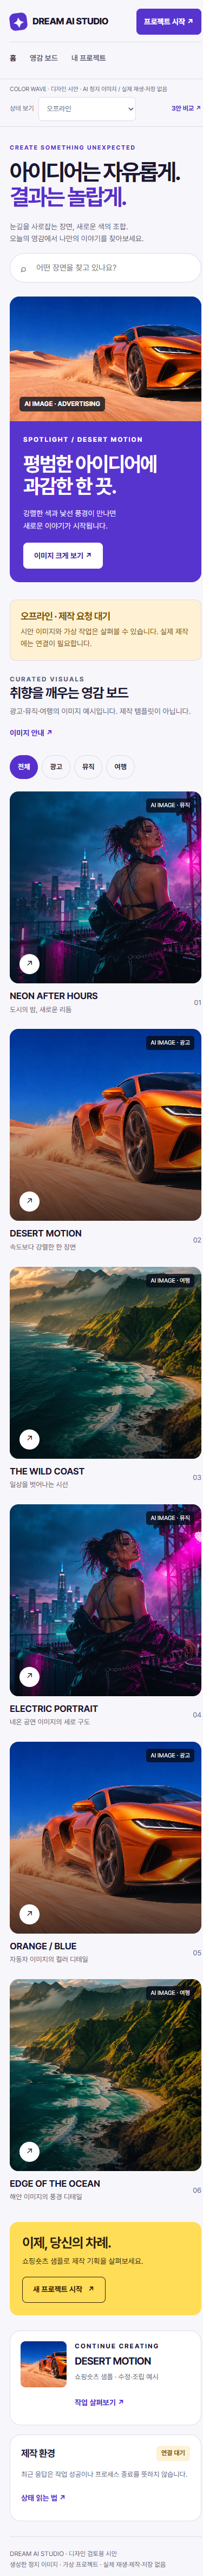 DREAM AI STUDIO
프로젝트 시작 ↗
홈 영감 보드 내 프로젝트
COLOR WAVE · 디자인 시안 · AI 정지 이미지 / 실제 재생·저장 없음
상태 보기 오프라인 3안 비교 ↗
CREATE SOMETHING UNEXPECTED
아이디어는 자유롭게.
결과는 놀랍게.
눈길을 사로잡는 장면, 새로운 색의 조합.
오늘의 영감에서 나만의 이야기를 찾아보세요.
어떤 장면을 찾고 있나요?
AI IMAGE · ADVERTISING
SPOTLIGHT / DESERT MOTION
평범한 아이디어에
과감한 한 끗.
강렬한 색과 낯선 풍경이 만나면
새로운 이야기가 시작됩니다.
이미지 크게 보기 ↗
오프라인 · 제작 요청 대기
시안 이미지와 가상 작업은 살펴볼 수 있습니다. 실제 제작
에는 연결이 필요합니다.
CURATED VISUALS
취향을 깨우는 영감 보드
광고·뮤직·여행의 이미지 예시입니다. 제작 템플릿이 아닙니다.
이미지 안내 ↗
전체 광고 뮤직 여행
AI IMAGE · 뮤직
↗
NEON AFTER HOURS
도시의 밤, 새로운 리듬
01
AI IMAGE · 광고
↗
DESERT MOTION
속도보다 강렬한 한 장면
02
AI IMAGE · 여행
↗
THE WILD COAST
일상을 벗어나는 시선
03
AI IMAGE · 뮤직
↗
ELECTRIC PORTRAIT
네온 공연 이미지의 세로 구도
04
AI IMAGE · 광고
↗
ORANGE / BLUE
자동차 이미지의 컬러 디테일
05
AI IMAGE · 여행
↗
EDGE OF THE OCEAN
해안 이미지의 풍경 디테일
06
이제, 당신의 차례.
쇼핑숏츠 샘플로 제작 기획을 살펴보세요.
새 프로젝트 시작 ↗
CONTINUE CREATING
DESERT MOTION
쇼핑숏츠 샘플 · 수정·조립 예시
작업 살펴보기 ↗
제작 환경
연결 대기
최근 응답은 작업 성공이나 프로세스 종료를 뜻하지 않습니다.
상태 읽는 법 ↗
DREAM AI STUDIO · 디자인 검토용 시안
생성한 정지 이미지 · 가상 프로젝트 · 실제 재생·제작·저장 없음